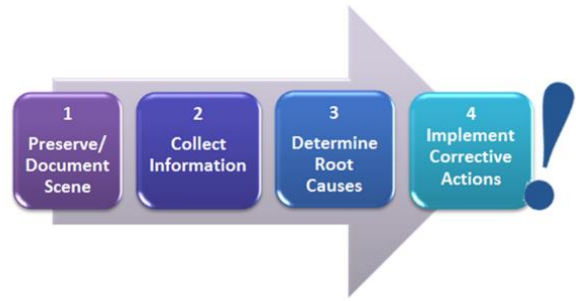 1
Preserve/
Document
Scene
2
Collect
Information
3
Determine
Root
Causes
4
Implement
Corrective
Actions
!